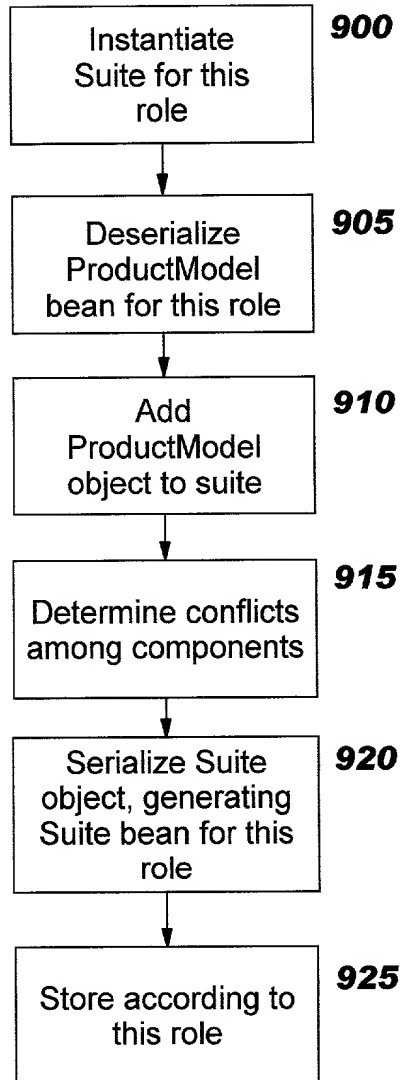 Instantiate
Suite for this
role
900
Deserialize
ProductModel
bean for this role
905
Add
ProductModel
object to suite
910
Determine conflicts
among components
915
Serialize Suite
object, generating
Suite bean for this
role
920
Store according to
this role
925